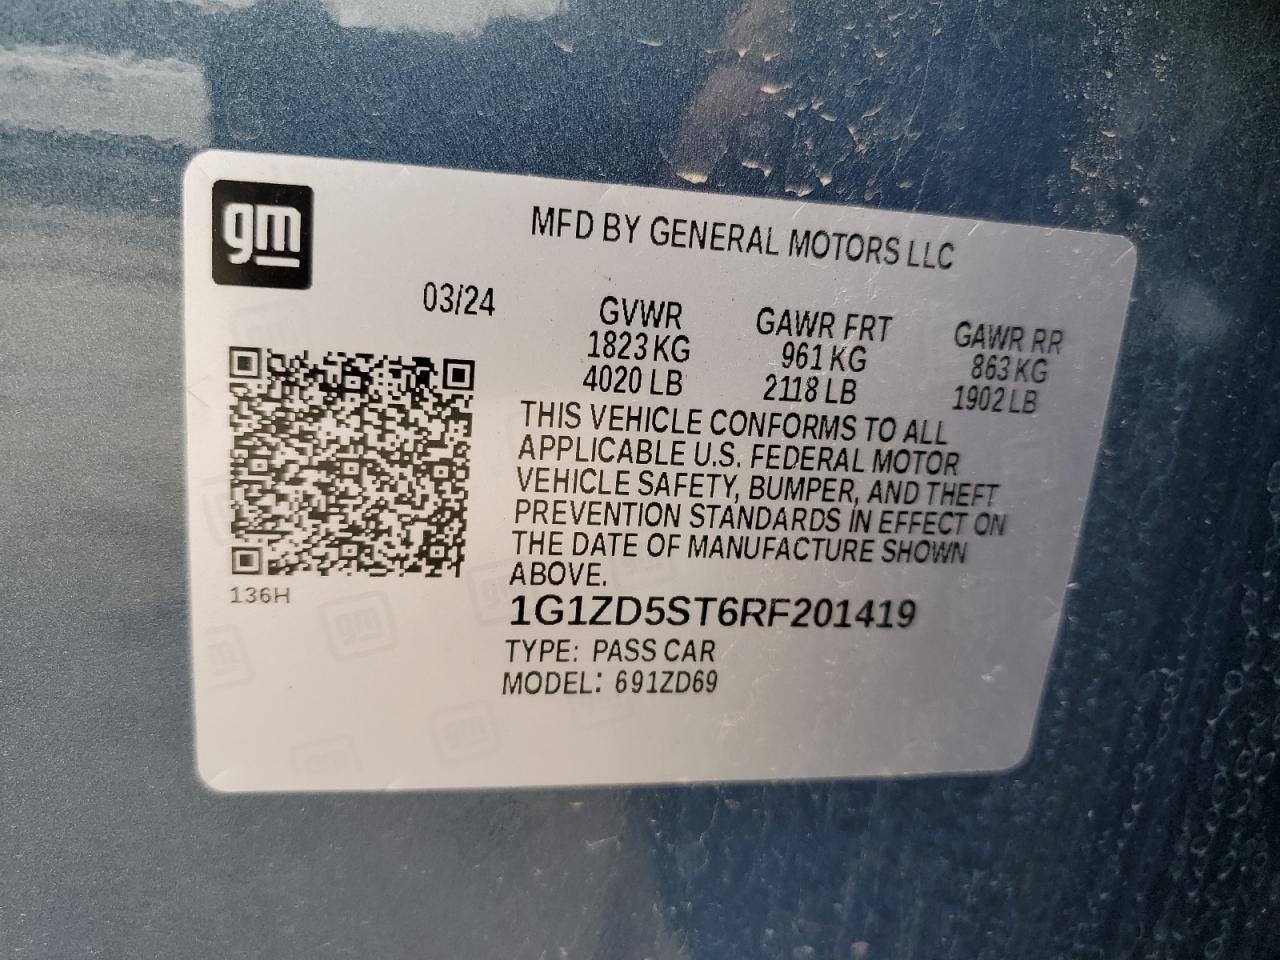 gm
MFD BY GENERAL MOTORS LLC
03/24
GVWR
1823 KG
4020 LB
GAWR FRT
961 KG
2118 LB
GAWR RR
863 KG
1902 LB
THIS VEHICLE CONFORMS TO ALL
APPLICABLE U.S. FEDERAL MOTOR
VEHICLE SAFETY, BUMPER, AND THEFT
PREVENTION STANDARDS IN EFFECT ON
THE DATE OF MANUFACTURE SHOWN
ABOVE.
136H
1G1ZD5ST6RF201419
TYPE: PASS CAR
MODEL: 691ZD69